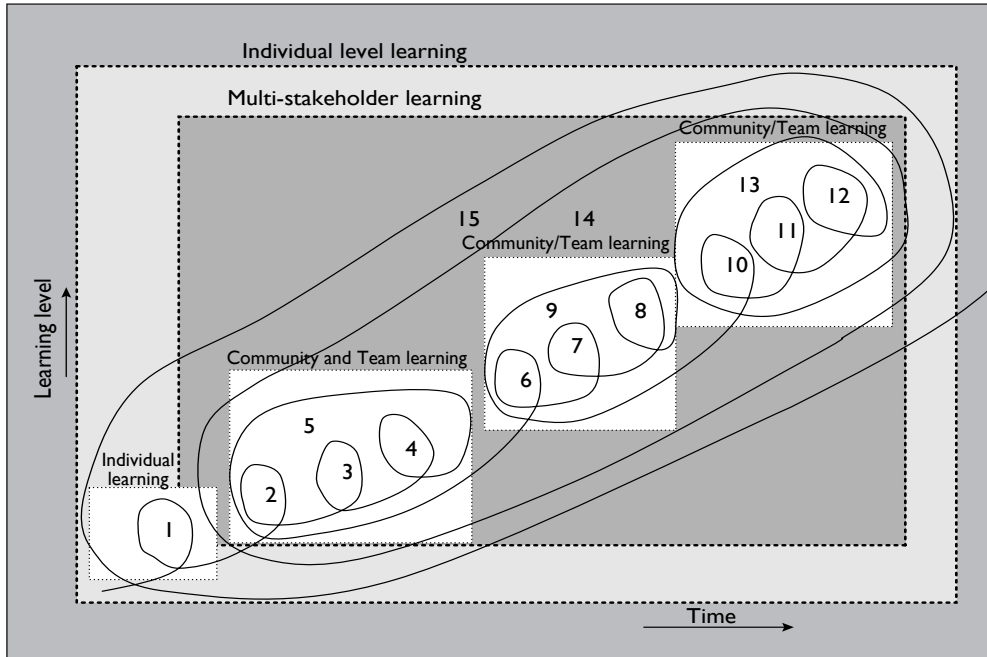 Individual level learning
Multi-stakeholder learning
Community/Team learning
13
12
15
14
11
Community/Team learning
10
9
8
7
Learning level
Community and Team learning
6
5
4
Individual
learning
3
2
1
Time